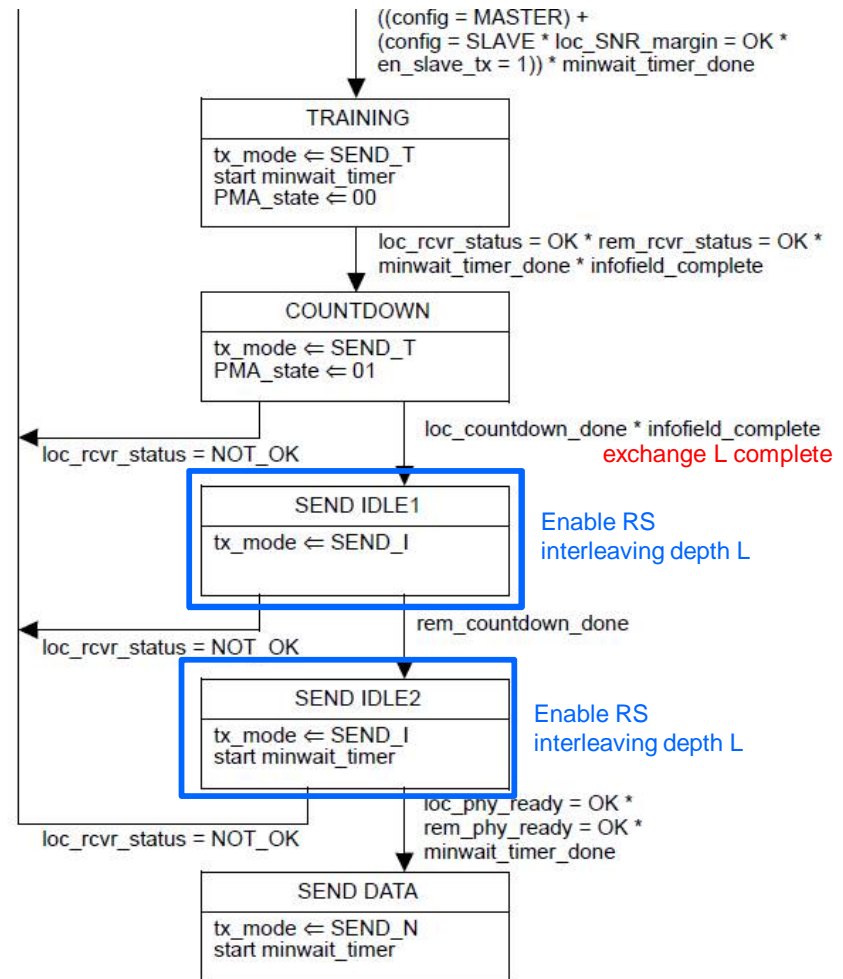 ((config = MASTER) +
(config = SLAVE * loc_SNR_margin = OK *
en_slave_tx = 1)) * minwait_timer_done
TRAINING
tx_mode ⇐ SEND_T
start minwait_timer
PMA_state ⇐ 00
loc_rcvr_status = OK * rem_rcvr_status = OK *
minwait_timer_done * infofield_complete
COUNTDOWN
tx_mode ⇐ SEND_T
PMA_state ⇐ 01
loc_countdown_done * infofield_complete
exchange L complete
loc_rcvr_status = NOT_OK
SEND IDLE1
tx_mode ⇐ SEND_I
Enable RS
interleaving depth L
rem_countdown_done
loc_rcvr_status = NOT_OK
SEND IDLE2
tx_mode ⇐ SEND_I
start minwait_timer
Enable RS
interleaving depth L
loc_phy_ready = OK *
rem_phy_ready = OK *
minwait_timer_done
loc_rcvr_status = NOT_OK
SEND DATA
tx_mode ⇐ SEND_N
start minwait_timer